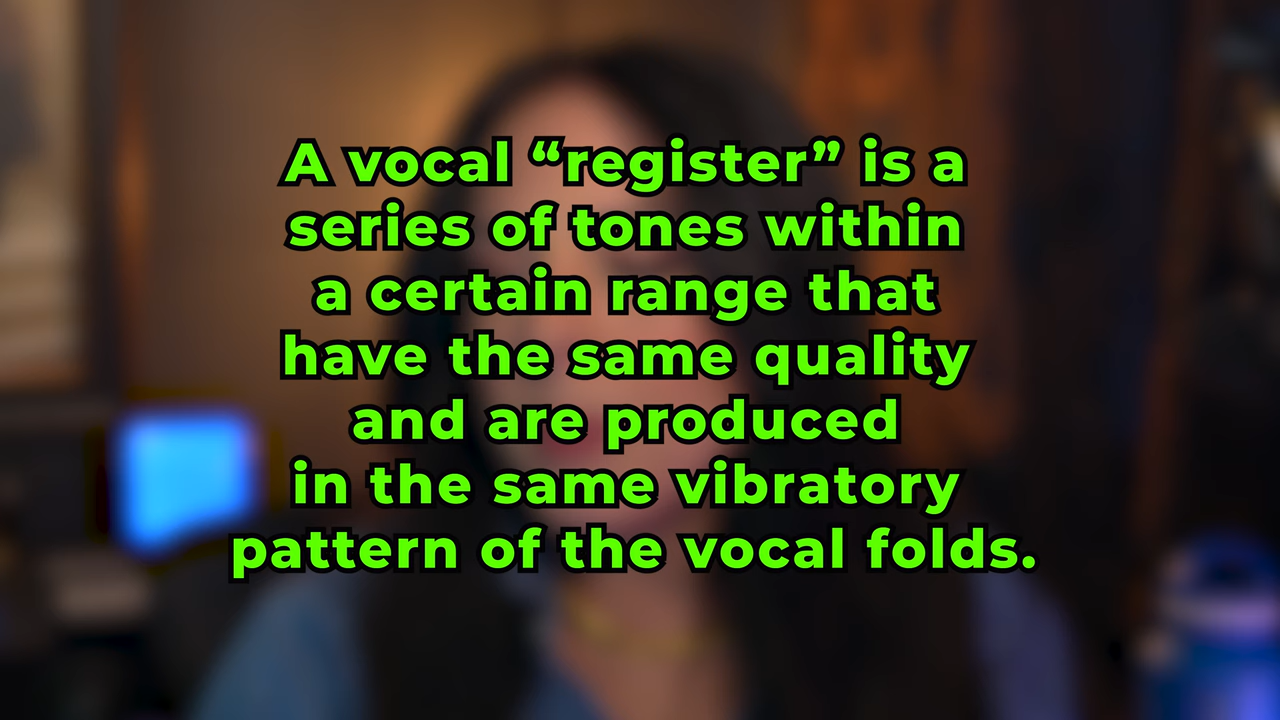 A vocal “register” is a
series of tones within
a certain range that
have the same quality
and are produced
in the same vibratory
pattern of the vocal folds.